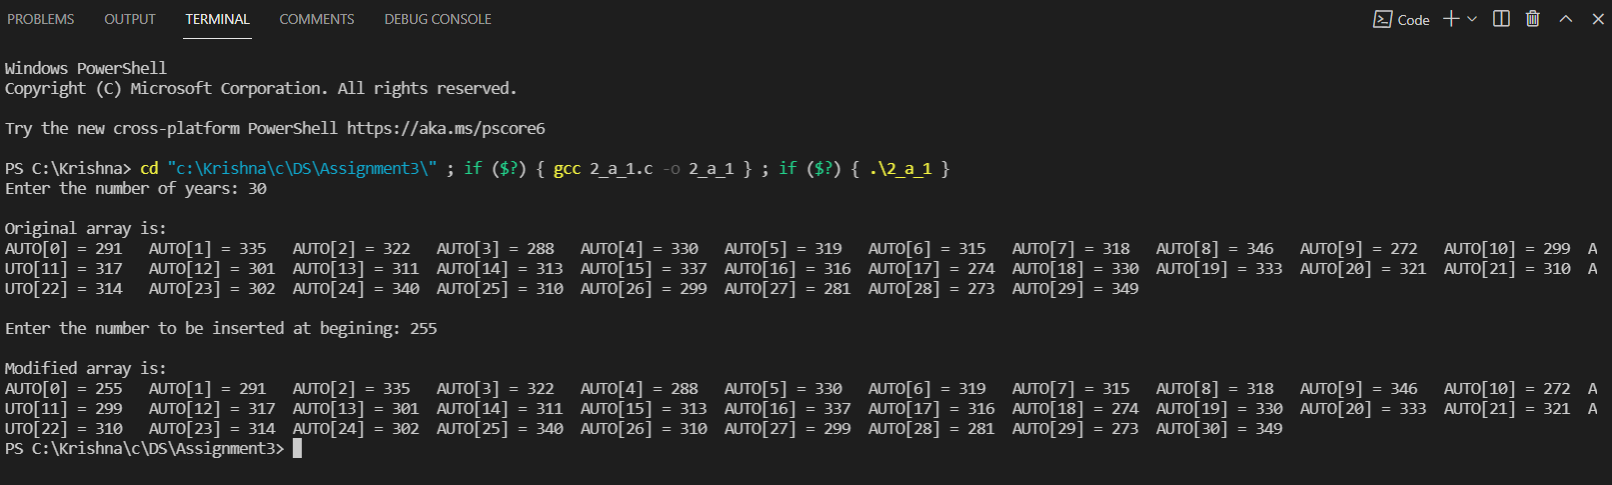 PROBLEMS OUTPUT TERMINAL COMMENTS DEBUG CONSOLE Code
Windows PowerShell
Copyright (C) Microsoft Corporation. All rights reserved.
Try the new cross-platform PowerShell https://aka.ms/pscore6
PS C:\Krishna> cd "c:\Krishna\c\DS\Assignment3\" ; if ($?) { gcc 2_a_1.c -o 2_a_1 } ; if ($?) { .\2_a_1 }
Enter the number of years: 30
Original array is:
AUTO[0] = 291 AUTO[1] = 335 AUTO[2] = 322 AUTO[3] = 288 AUTO[4] = 330 AUTO[5] = 319 AUTO[6] = 315 AUTO[7] = 318 AUTO[8] = 346 AUTO[9] = 272 AUTO[10] = 299 A
UTO[11] = 317 AUTO[12] = 301 AUTO[13] = 311 AUTO[14] = 313 AUTO[15] = 337 AUTO[16] = 316 AUTO[17] = 274 AUTO[18] = 330 AUTO[19] = 333 AUTO[20] = 321 AUTO[21] = 310 A
UTO[22] = 314 AUTO[23] = 302 AUTO[24] = 340 AUTO[25] = 310 AUTO[26] = 299 AUTO[27] = 281 AUTO[28] = 273 AUTO[29] = 349
Enter the number to be inserted at begining: 255
Modified array is:
AUTO[0] = 255 AUTO[1] = 291 AUTO[2] = 335 AUTO[3] = 322 AUTO[4] = 288 AUTO[5] = 330 AUTO[6] = 319 AUTO[7] = 315 AUTO[8] = 318 AUTO[9] = 346 AUTO[10] = 272 A
UTO[11] = 299 AUTO[12] = 317 AUTO[13] = 301 AUTO[14] = 311 AUTO[15] = 313 AUTO[16] = 337 AUTO[17] = 316 AUTO[18] = 274 AUTO[19] = 330 AUTO[20] = 333 AUTO[21] = 321 A
UTO[22] = 310 AUTO[23] = 314 AUTO[24] = 302 AUTO[25] = 340 AUTO[26] = 310 AUTO[27] = 299 AUTO[28] = 281 AUTO[29] = 273 AUTO[30] = 349
PS C:\Krishna\c\DS\Assignment3>